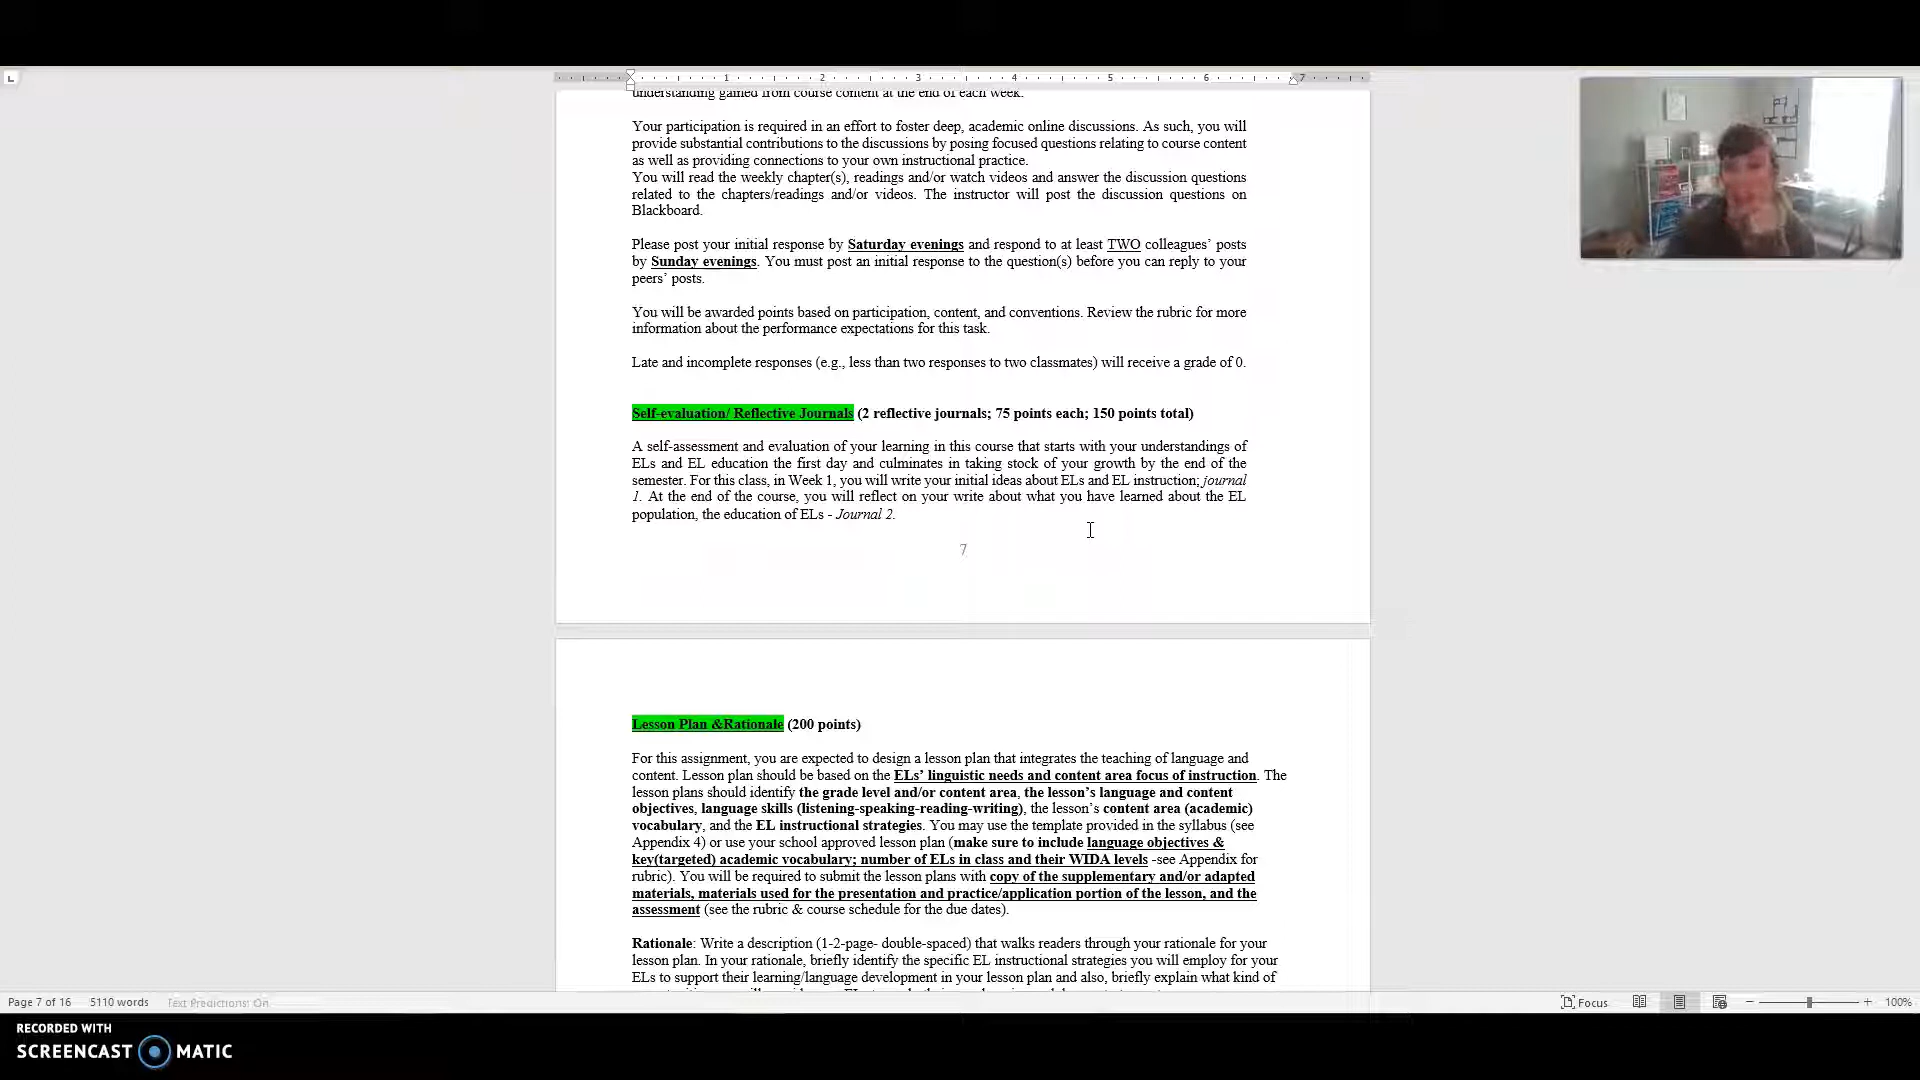 1 2 3 4 5 6 7
understanding gained from course content at the end of each week.
Your participation is required in an effort to foster deep, academic online discussions. As such, you will
provide substantial contributions to the discussions by posing focused questions relating to course content
as well as providing connections to your own instructional practice.
You will read the weekly chapter(s), readings and/or watch videos and answer the discussion questions
related to the chapters/readings and/or videos. The instructor will post the discussion questions on
Blackboard.
Please post your initial response by Saturday evenings and respond to at least TWO colleagues’ posts
by Sunday evenings. You must post an initial response to the question(s) before you can reply to your
peers’ posts.
You will be awarded points based on participation, content, and conventions. Review the rubric for more
information about the performance expectations for this task.
Late and incomplete responses (e.g., less than two responses to two classmates) will receive a grade of 0.
Self-evaluation/ Reflective Journals (2 reflective journals; 75 points each; 150 points total)
A self-assessment and evaluation of your learning in this course that starts with your understandings of
ELs and EL education the first day and culminates in taking stock of your growth by the end of the
semester. For this class, in Week 1, you will write your initial ideas about ELs and EL instruction; journal
1. At the end of the course, you will reflect on your write about what you have learned about the EL
population, the education of ELs - Journal 2.
7
Lesson Plan &Rationale (200 points)
For this assignment, you are expected to design a lesson plan that integrates the teaching of language and
content. Lesson plan should be based on the ELs’ linguistic needs and content area focus of instruction. The
lesson plans should identify the grade level and/or content area, the lesson’s language and content
objectives, language skills (listening-speaking-reading-writing), the lesson’s content area (academic)
vocabulary, and the EL instructional strategies. You may use the template provided in the syllabus (see
Appendix 4) or use your school approved lesson plan (make sure to include language objectives &
key(targeted) academic vocabulary; number of ELs in class and their WIDA levels -see Appendix for
rubric). You will be required to submit the lesson plans with copy of the supplementary and/or adapted
materials, materials used for the presentation and practice/application portion of the lesson, and the
assessment (see the rubric & course schedule for the due dates).
Rationale: Write a description (1-2-page- double-spaced) that walks readers through your rationale for your
lesson plan. In your rationale, briefly identify the specific EL instructional strategies you will employ for your
ELs to support their learning/language development in your lesson plan and also, briefly explain what kind of
Page 7 of 16 5110 words Text Predictions: On Focus 100%
RECORDED WITH
SCREENCAST MATIC